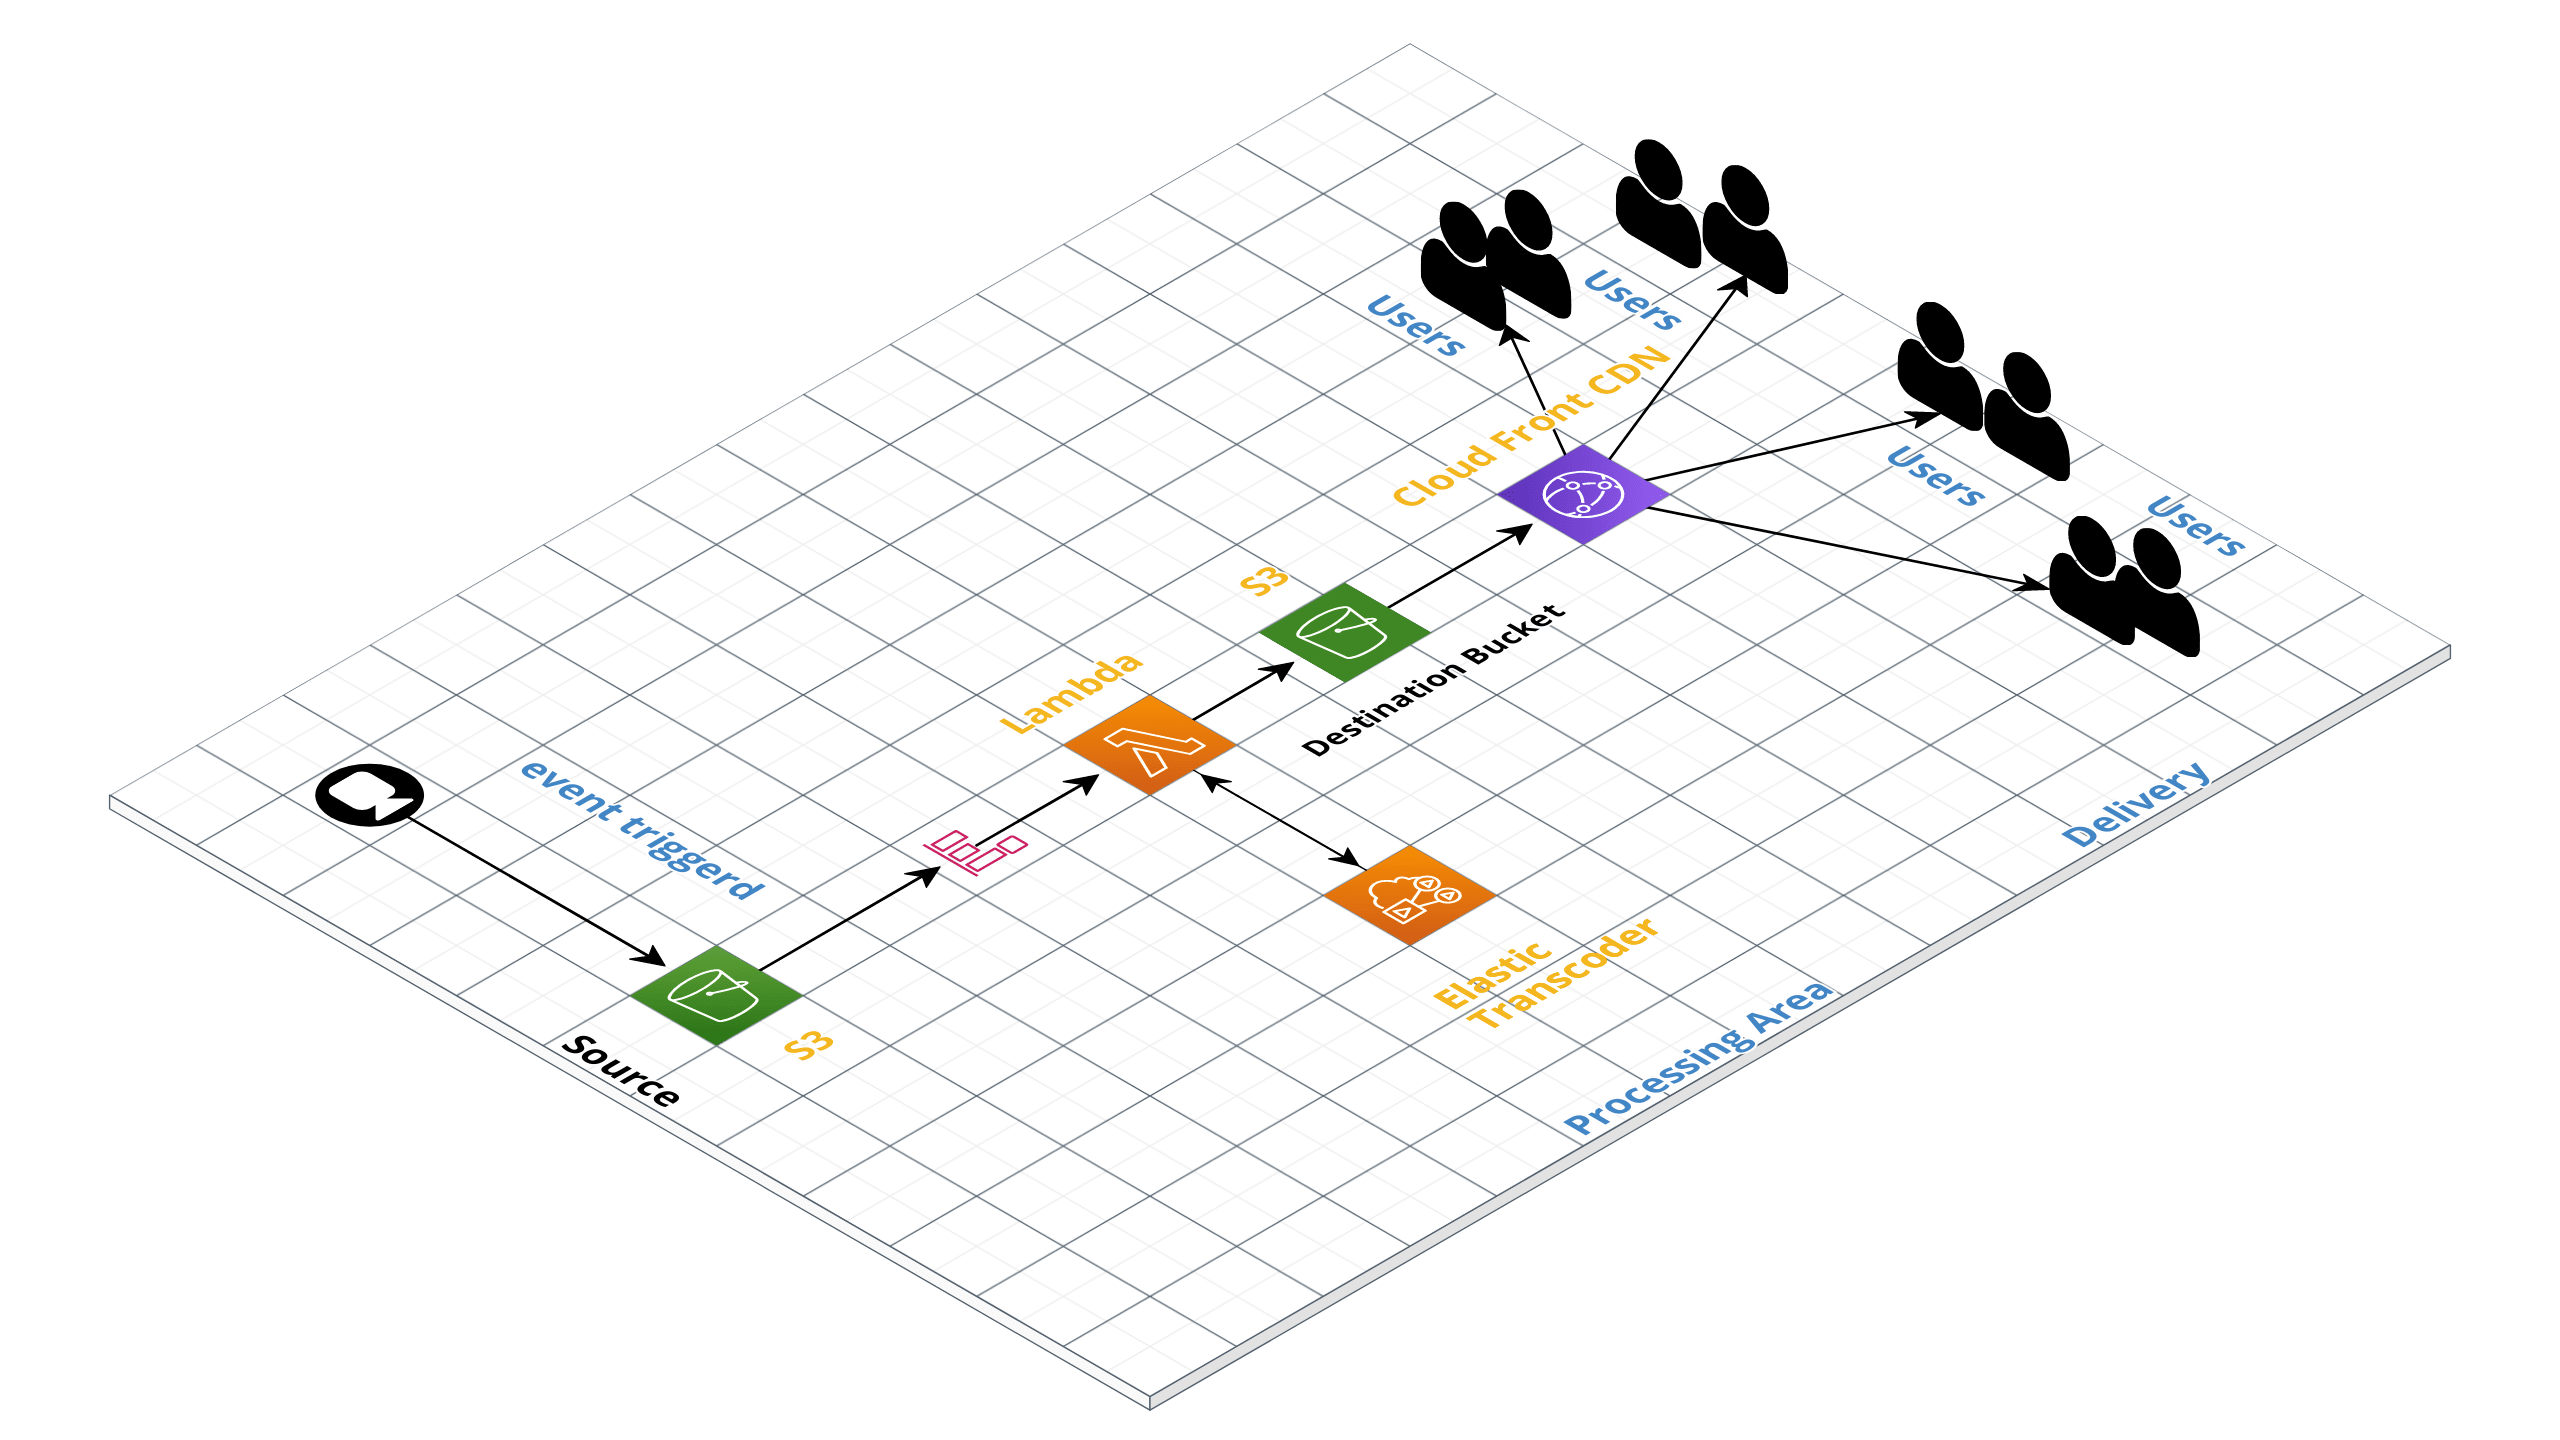 Users
Users
Cloud Front CDN
Users
Users
S3
Destination Bucket
Lambda
event triggerd
Delivery
Elastic
Transcoder
Processing Area
S3
Source